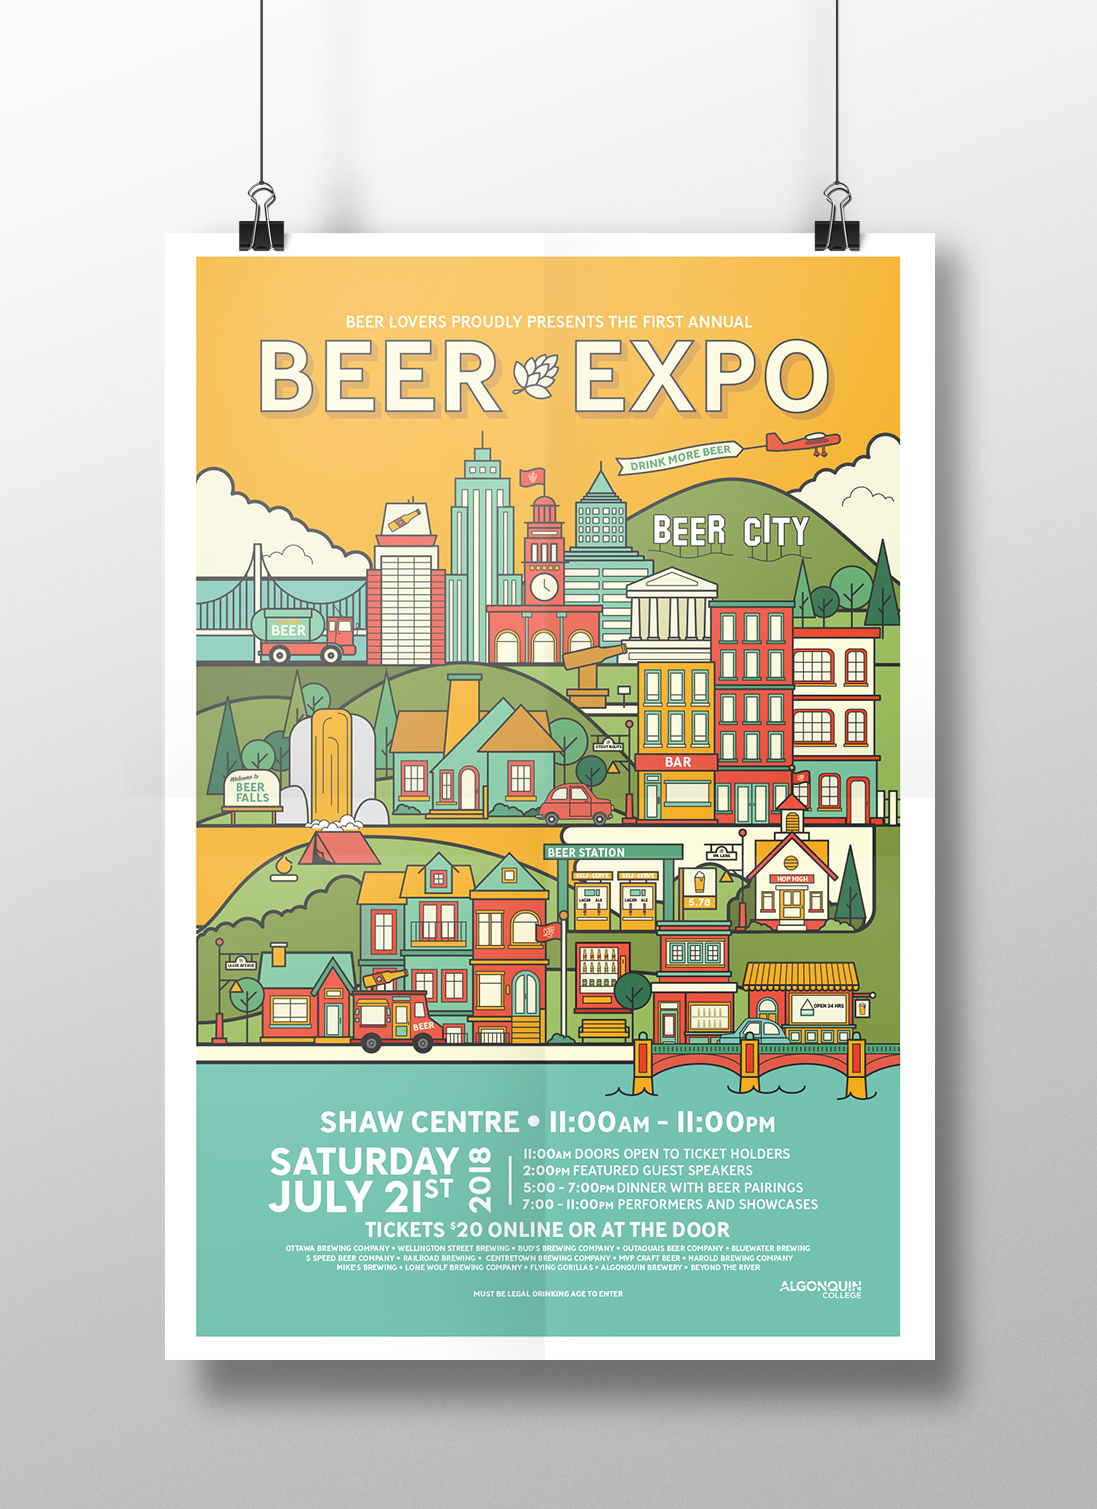 BEER LOVERS PROUDLY PRESENTS THE FIRST ANNUAL
BEER EXPO
DRINK MORE BEER
BEER CITY
BEER
STOUT ROUTE
BAR
Welcome to
BEER
FALLS
BEER STATION
SELF-SERVE
SELF-SERVE
LAGER ALE
LAGER ALE
5.78
IPA LANE
HOP HIGH
LAGER AVENUE
BEER
OPEN 24 HRS
SHAW CENTRE • 11:00AM - 11:00PM
SATURDAY
JULY 21ST
2018
11:00AM DOORS OPEN TO TICKET HOLDERS
2:00PM FEATURED GUEST SPEAKERS
5:00 - 7:00PM DINNER WITH BEER PAIRINGS
7:00 - 11:00PM PERFORMERS AND SHOWCASES
TICKETS $20 ONLINE OR AT THE DOOR
OTTAWA BREWING COMPANY • WELLINGTON STREET BREWING • BUD'S BREWING COMPANY • OUTAOUAIS BEER COMPANY • BLUEWATER BREWING
5 SPEED BEER COMPANY • RAILROAD BREWING • CENTRETOWN BREWING COMPANY • MVP CRAFT BEER • HAROLD BREWING COMPANY
MIKE'S BREWING • LONE WOLF BREWING COMPANY • FLYING GORILLAS • ALGONQUIN BREWERY • BEYOND THE RIVER
MUST BE LEGAL DRINKING AGE TO ENTER
ALGONQUIN
COLLEGE